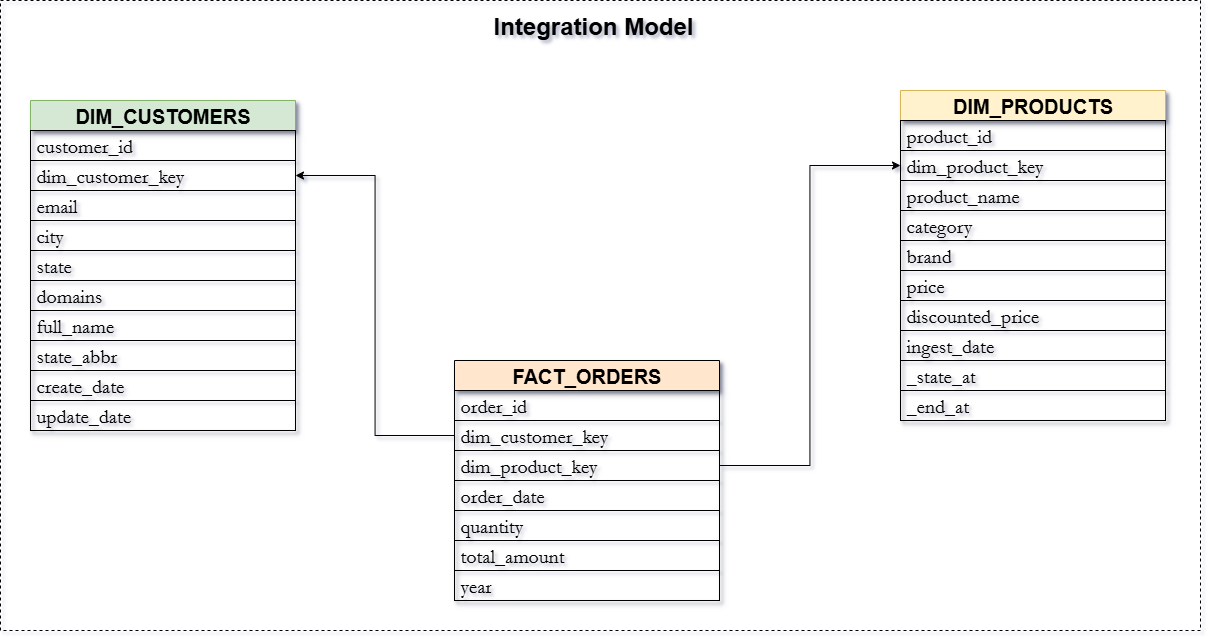 Integration Model
DIM_CUSTOMERS
customer_id
dim_customer_key
email
city
state
domains
full_name
state_abbr
create_date
update_date
FACT_ORDERS
order_id
dim_customer_key
dim_product_key
order_date
quantity
total_amount
year
DIM_PRODUCTS
product_id
dim_product_key
product_name
category
brand
price
discounted_price
ingest_date
_state_at
_end_at